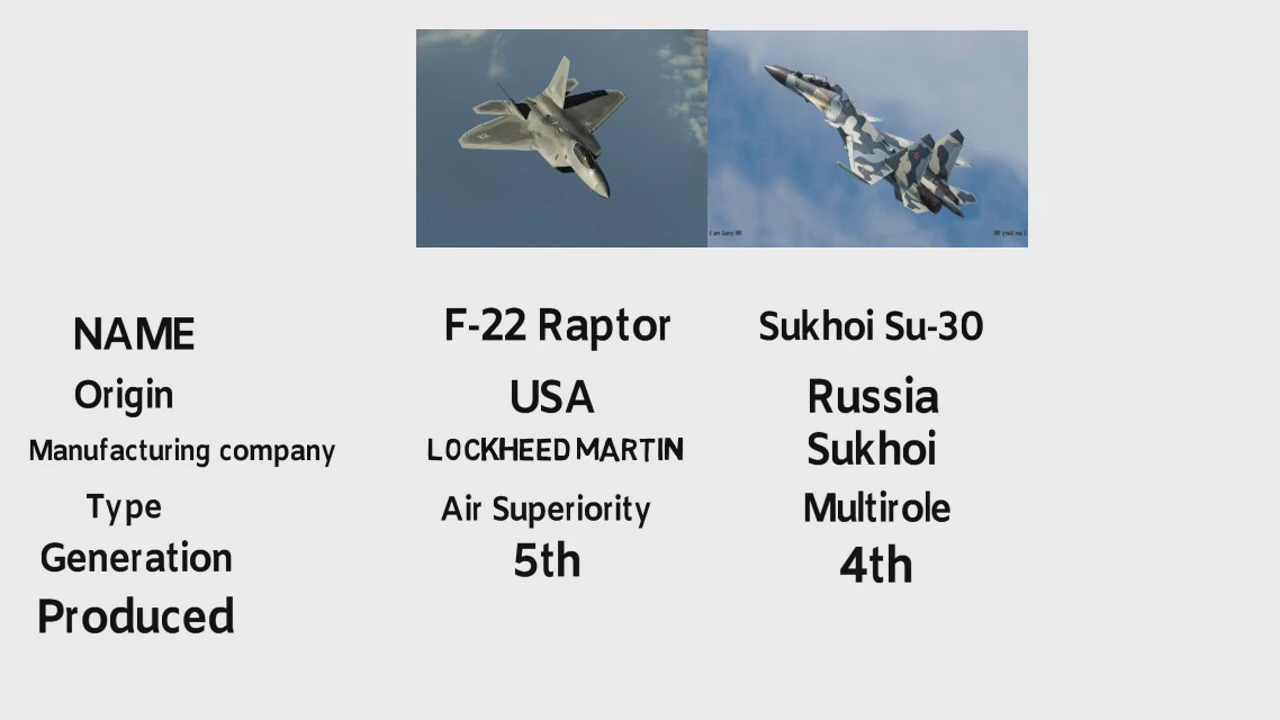 NAME F-22 Raptor Sukhoi Su-30
Origin USA Russia
Manufacturing company LOCKHEED MARTIN Sukhoi
Type Air Superiority Multirole
Generation 5th 4th
Produced